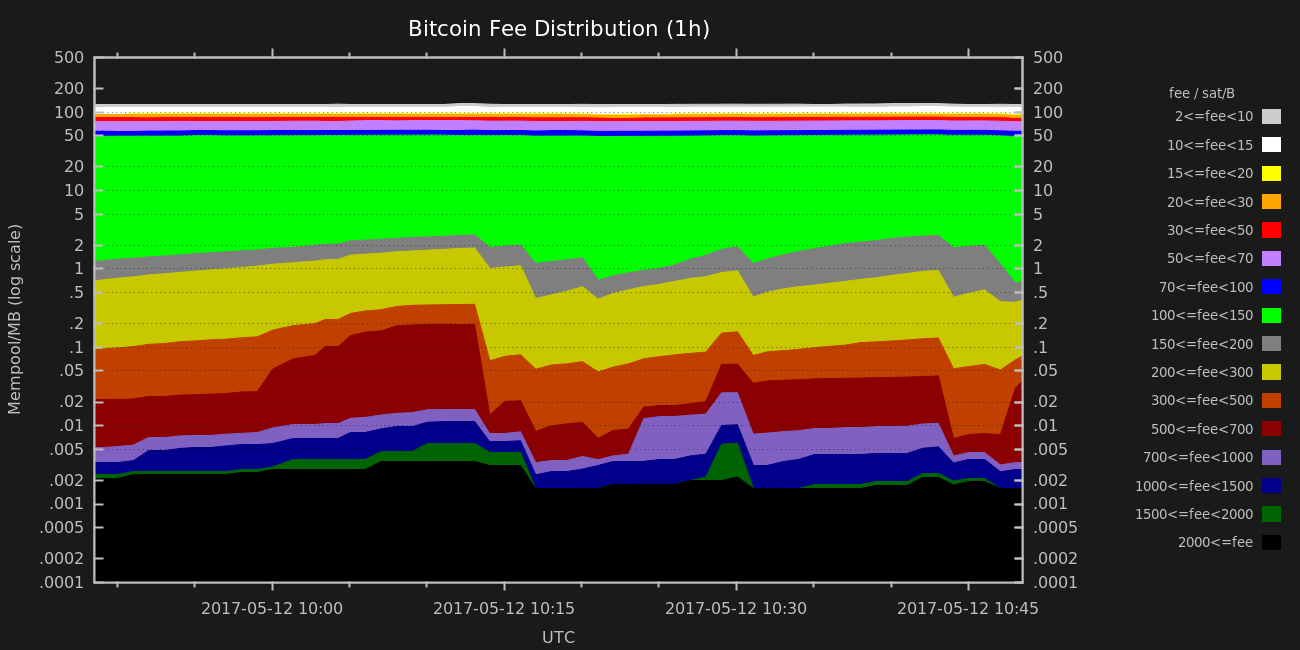 Bitcoin Fee Distribution (1h)
500 500
200 200
100 100
50 50
20 20
10 10
5 5
2 2
1 1
.5 .5
.2 .2
.1 .1
.05 .05
.02 .02
.01 .01
.005 .005
.002 .002
.001 .001
.0005 .0005
.0002 .0002
.0001 .0001
Mempool/MB (log scale)
2017-05-12 10:00 2017-05-12 10:15 2017-05-12 10:30 2017-05-12 10:45
UTC
fee / sat/B
2<=fee<10
10<=fee<15
15<=fee<20
20<=fee<30
30<=fee<50
50<=fee<70
70<=fee<100
100<=fee<150
150<=fee<200
200<=fee<300
300<=fee<500
500<=fee<700
700<=fee<1000
1000<=fee<1500
1500<=fee<2000
2000<=fee